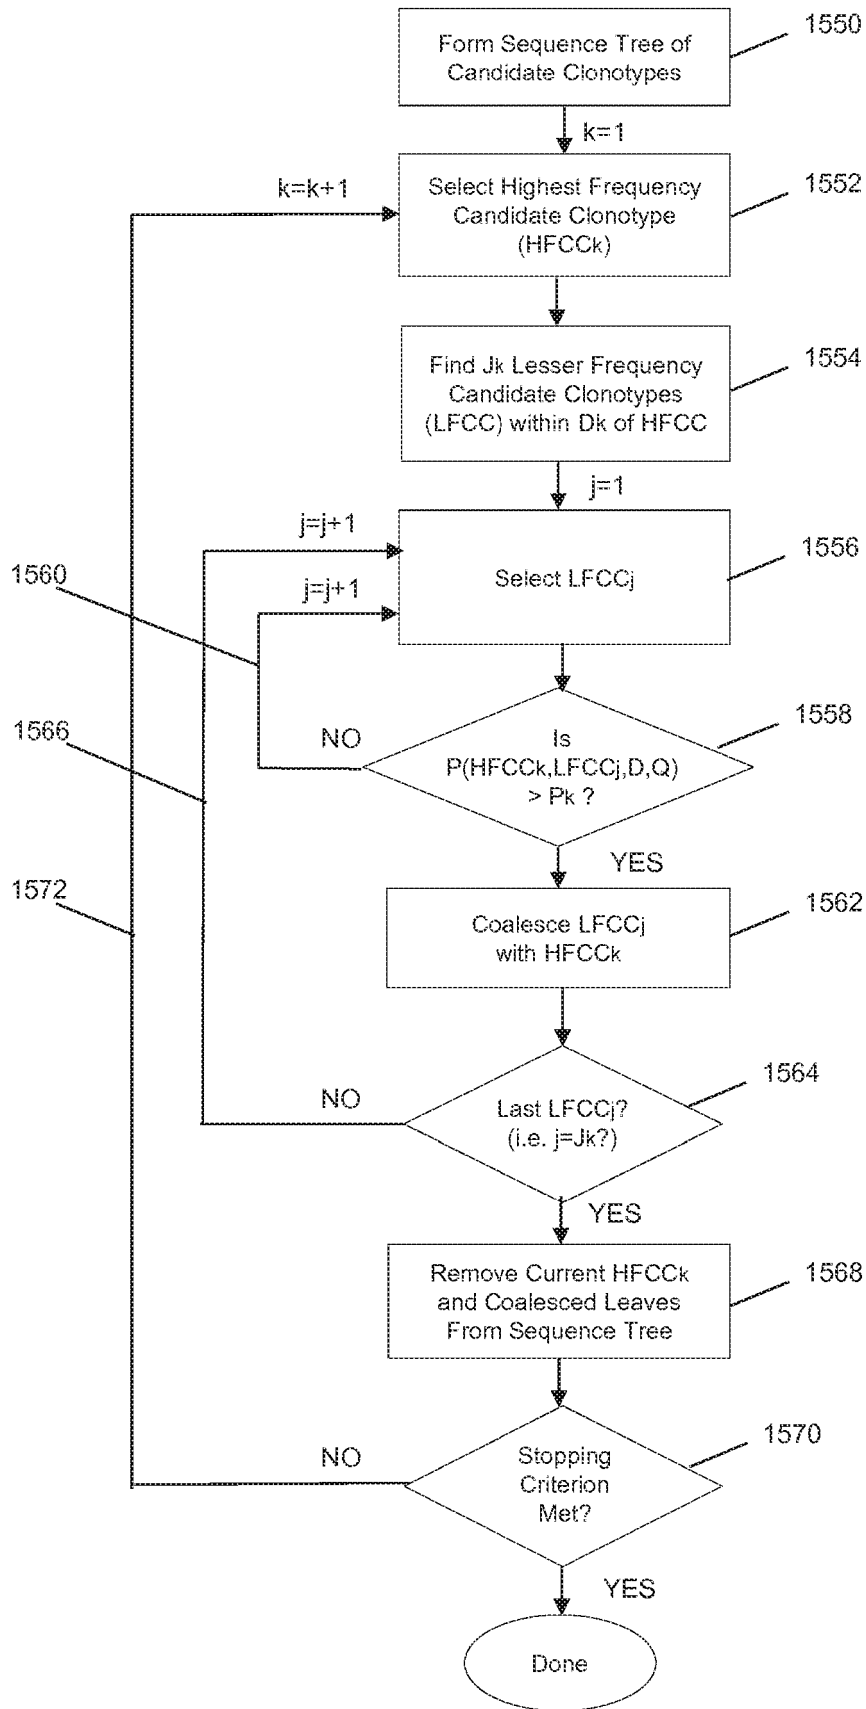 1550
Form Sequence Tree of
Candidate Clonotypes
k=1
k=k+1
1552
Select Highest Frequency
Candidate Clonotype
(HFCCk)
1554
Find Jk Lesser Frequency
Candidate Clonotypes
(LFCC) within Dk of HFCC
j=1
j=j+1
1556
1560
j=j+1
Select LFCCj
1558
1566
NO
Is
P(HFCCk,LFCCj,D,Q)
> Pk ?
YES
1572
1562
Coalesce LFCCj
with HFCCk
1564
NO
Last LFCCj?
(i.e. j=Jk?)
YES
1568
Remove Current HFCCk
and Coalesced Leaves
From Sequence Tree
1570
NO
Stopping
Criterion
Met?
YES
Done